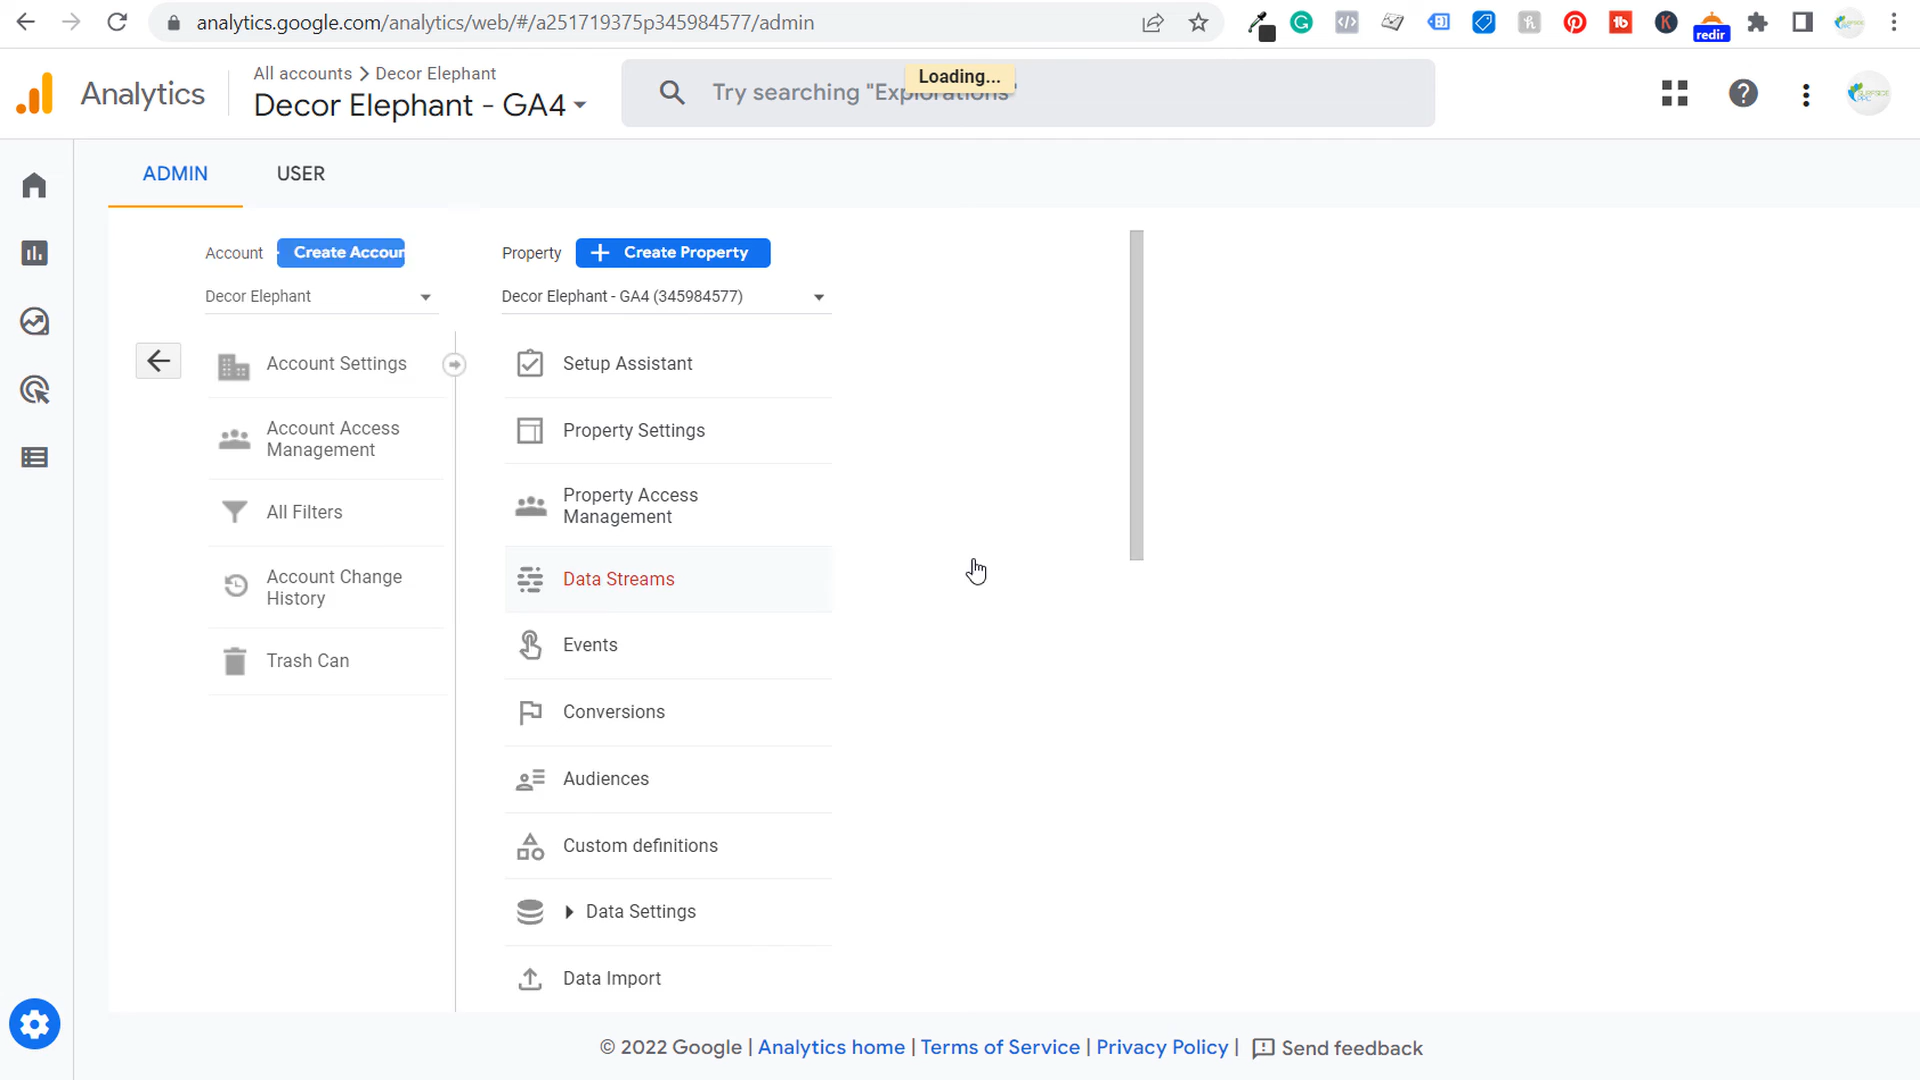 analytics.google.com/analytics/web/#/a251719375p345984577/admin
redir
Analytics
All accounts > Decor Elephant
Decor Elephant - GA4
Try searching "Explorations"
Loading...
ADMIN
USER
Account
Create Accoun
Property
+ Create Property
Decor Elephant
Decor Elephant - GA4 (345984577)
Account Settings
Account Access
Management
All Filters
Account Change
History
Trash Can
Setup Assistant
Property Settings
Property Access
Management
Data Streams
Events
Conversions
Audiences
Custom definitions
Data Settings
Data Import
© 2022 Google | Analytics home | Terms of Service | Privacy Policy | Send feedback